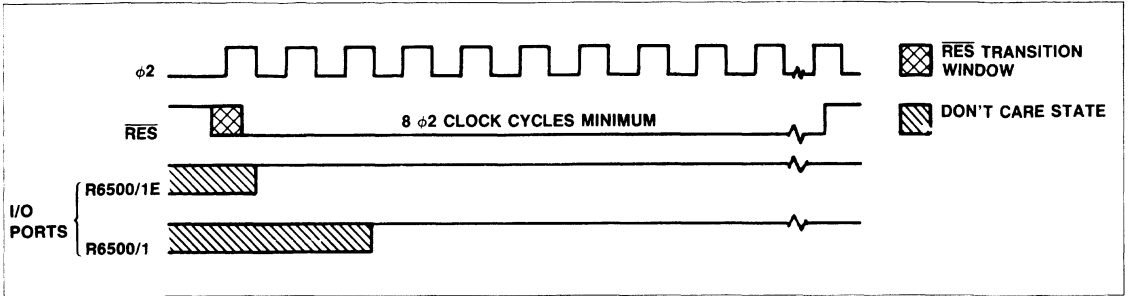 ϕ2
RES TRANSITION
WINDOW
RES
8 ϕ2 CLOCK CYCLES MINIMUM
DON'T CARE STATE
R6500/1E
I/O
PORTS
R6500/1